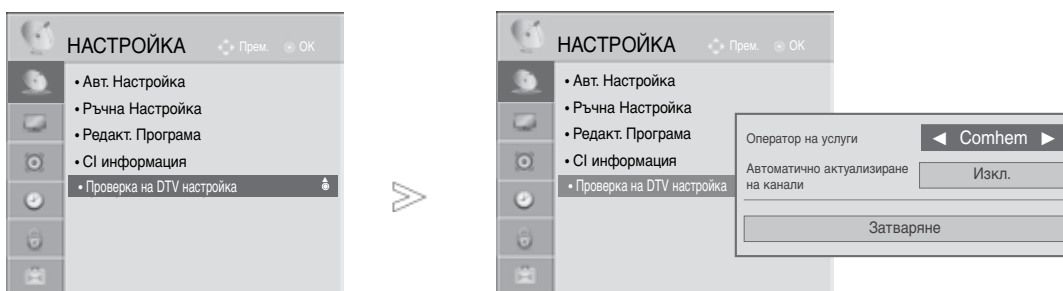 НАСТРОЙКА
Прем. OK
• Авт. Настройка
• Ръчна Настройка
• Редакт. Програма
• CI информация
• Проверка на DTV настройка
НАСТРОЙКА
Прем. OK
• Авт. Настройка
• Ръчна Настройка
• Редакт. Програма
• CI информация
• Проверка на DTV настройка
Оператор на услуги
◄ Comhem ►
Автоматично актуализиране
на канали
Изкл.
Затваряне